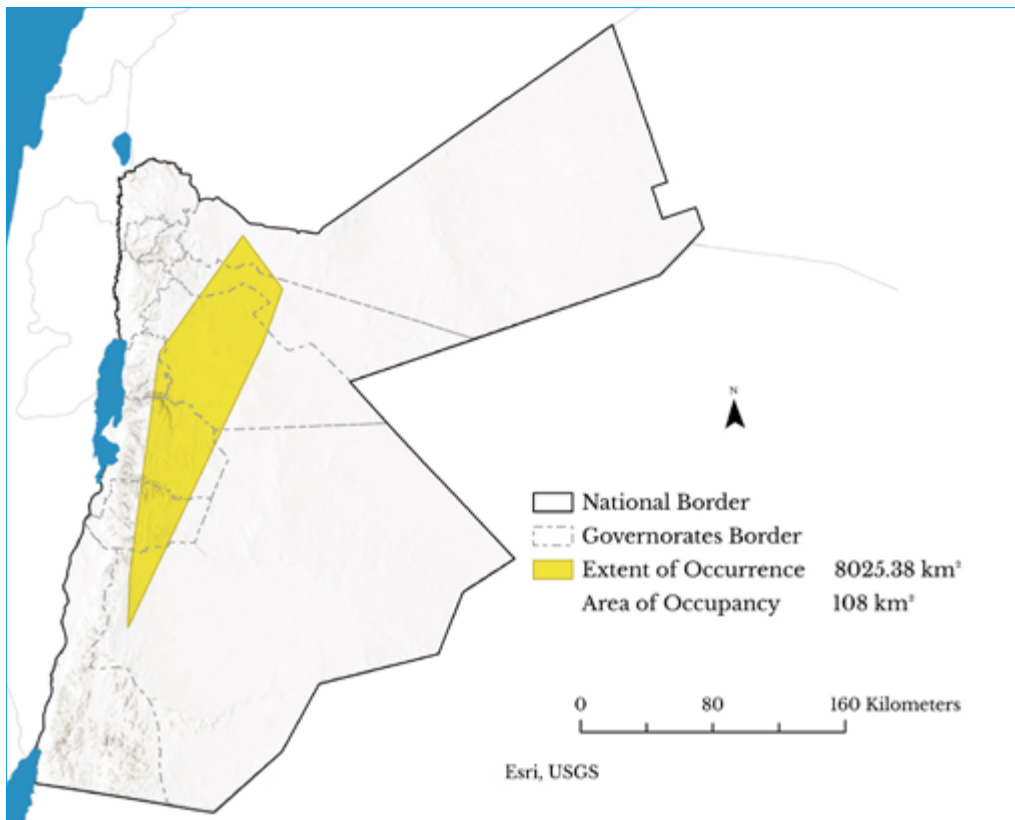 N
National Border
Governorates Border
Extent of Occurrence 8025.38 km²
Area of Occupancy 108 km²
0 80 160 Kilometers
Esri, USGS